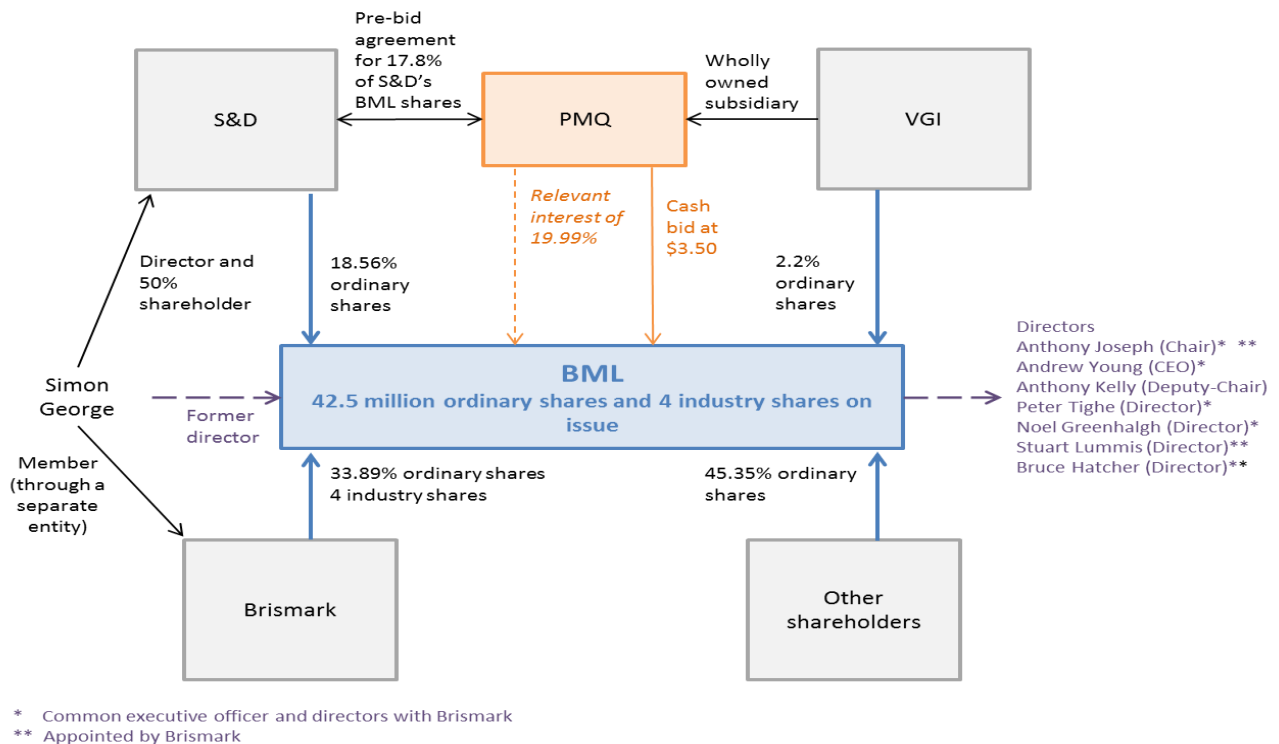 Pre-bid
agreement
for 17.8%
of S&D's
BML shares
S&D
PMQ
Wholly
owned
subsidiary
VGI
Relevant
interest of
19.99%
Cash
bid at
$3.50
Director and
50%
shareholder
18.56%
ordinary
shares
2.2%
ordinary
shares
Simon
George
Former
director
BML
42.5 million ordinary shares and 4 industry shares on
issue
Directors
Anthony Joseph (Chair)* **
Andrew Young (CEO)*
Anthony Kelly (Deputy-Chair)
Peter Tighe (Director)*
Noel Greenhalgh (Director)*
Stuart Lummis (Director)**
Bruce Hatcher (Director)**
Member
(through a
separate
entity)
33.89% ordinary shares
4 industry shares
45.35% ordinary
shares
Brismark
Other
shareholders
* Common executive officer and directors with Brismark
** Appointed by Brismark